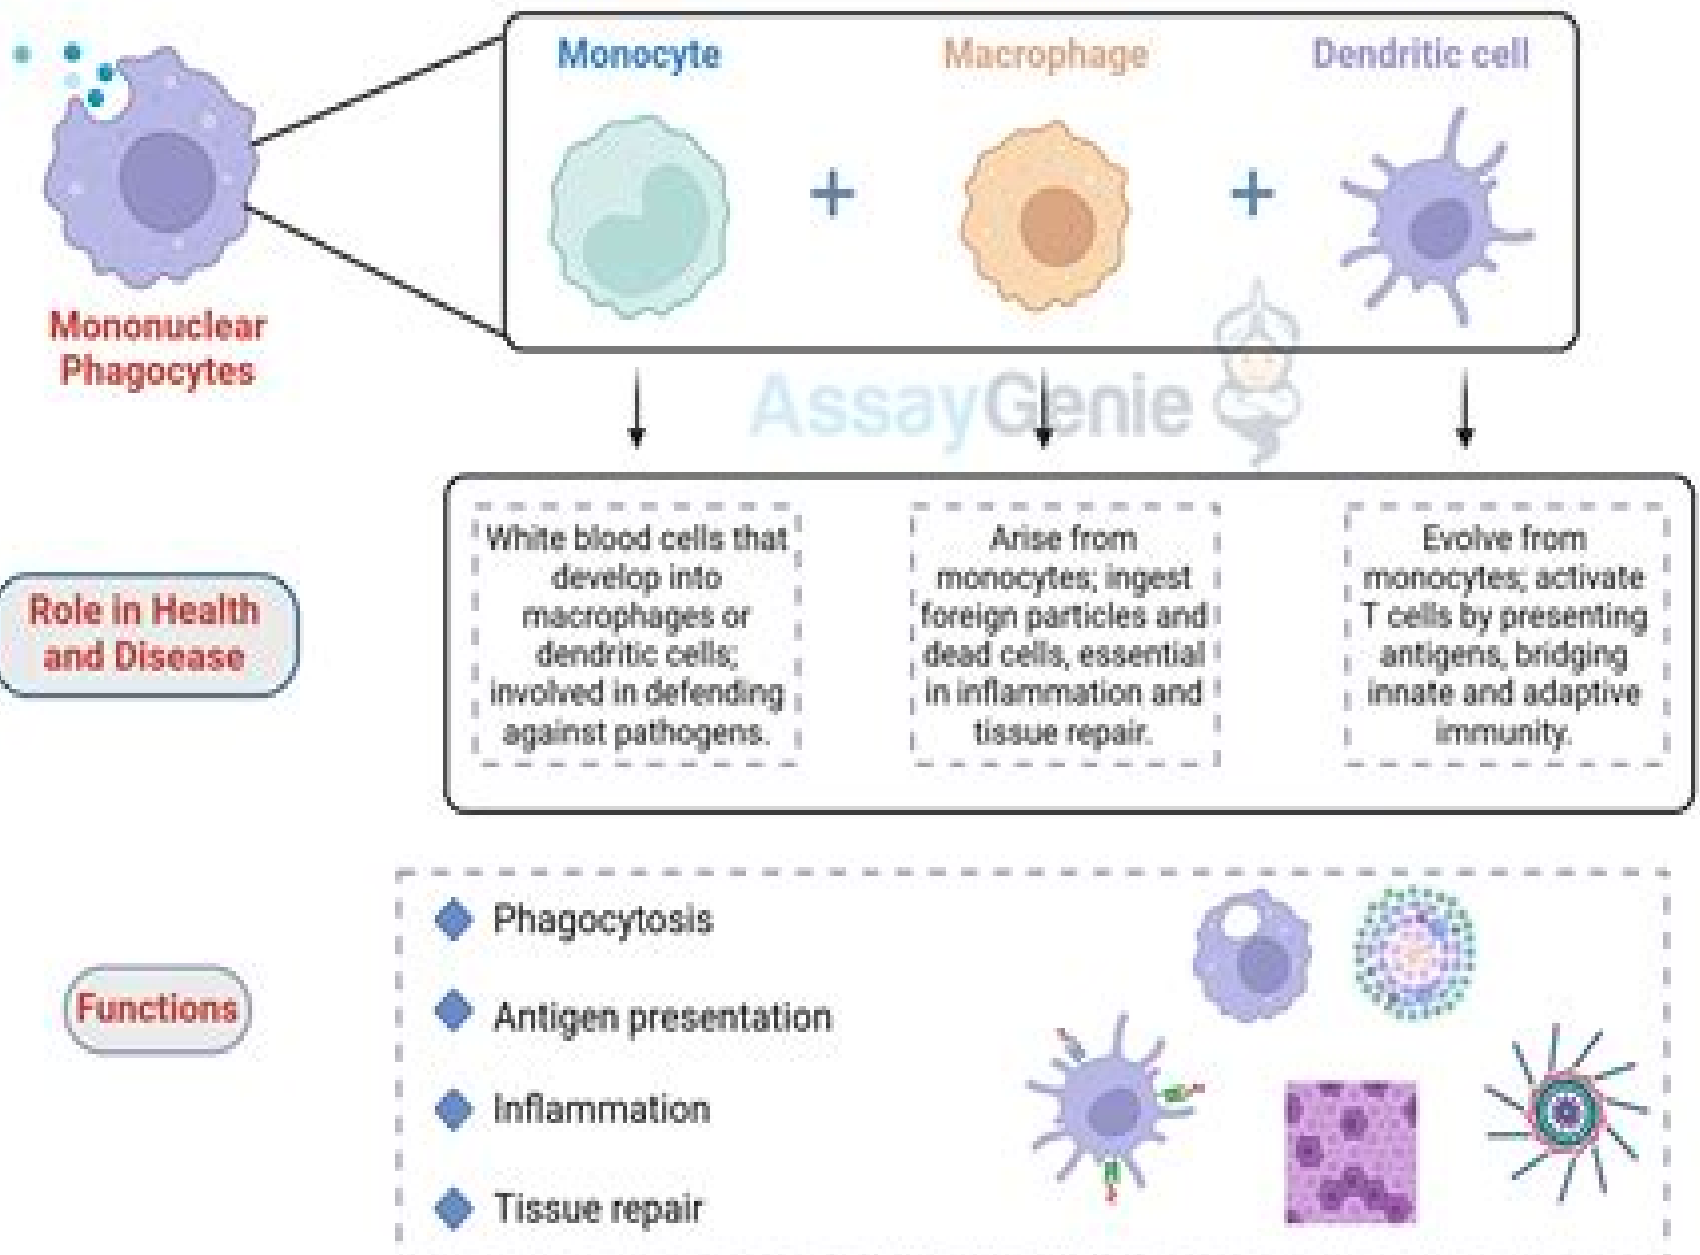 Monocyte
Macrophage
Dendritic cell
Mononuclear
Phagocytes
AssayGenie
White blood cells that
develop into
macrophages or
dendritic cells;
involved in defending
against pathogens.
Arise from
monocytes; ingest
foreign particles and
dead cells, essential
in inflammation and
tissue repair.
Evolve from
monocytes; activate
T cells by presenting
antigens, bridging
innate and adaptive
immunity.
Role in Health
and Disease
Functions
Phagocytosis
Antigen presentation
Inflammation
Tissue repair